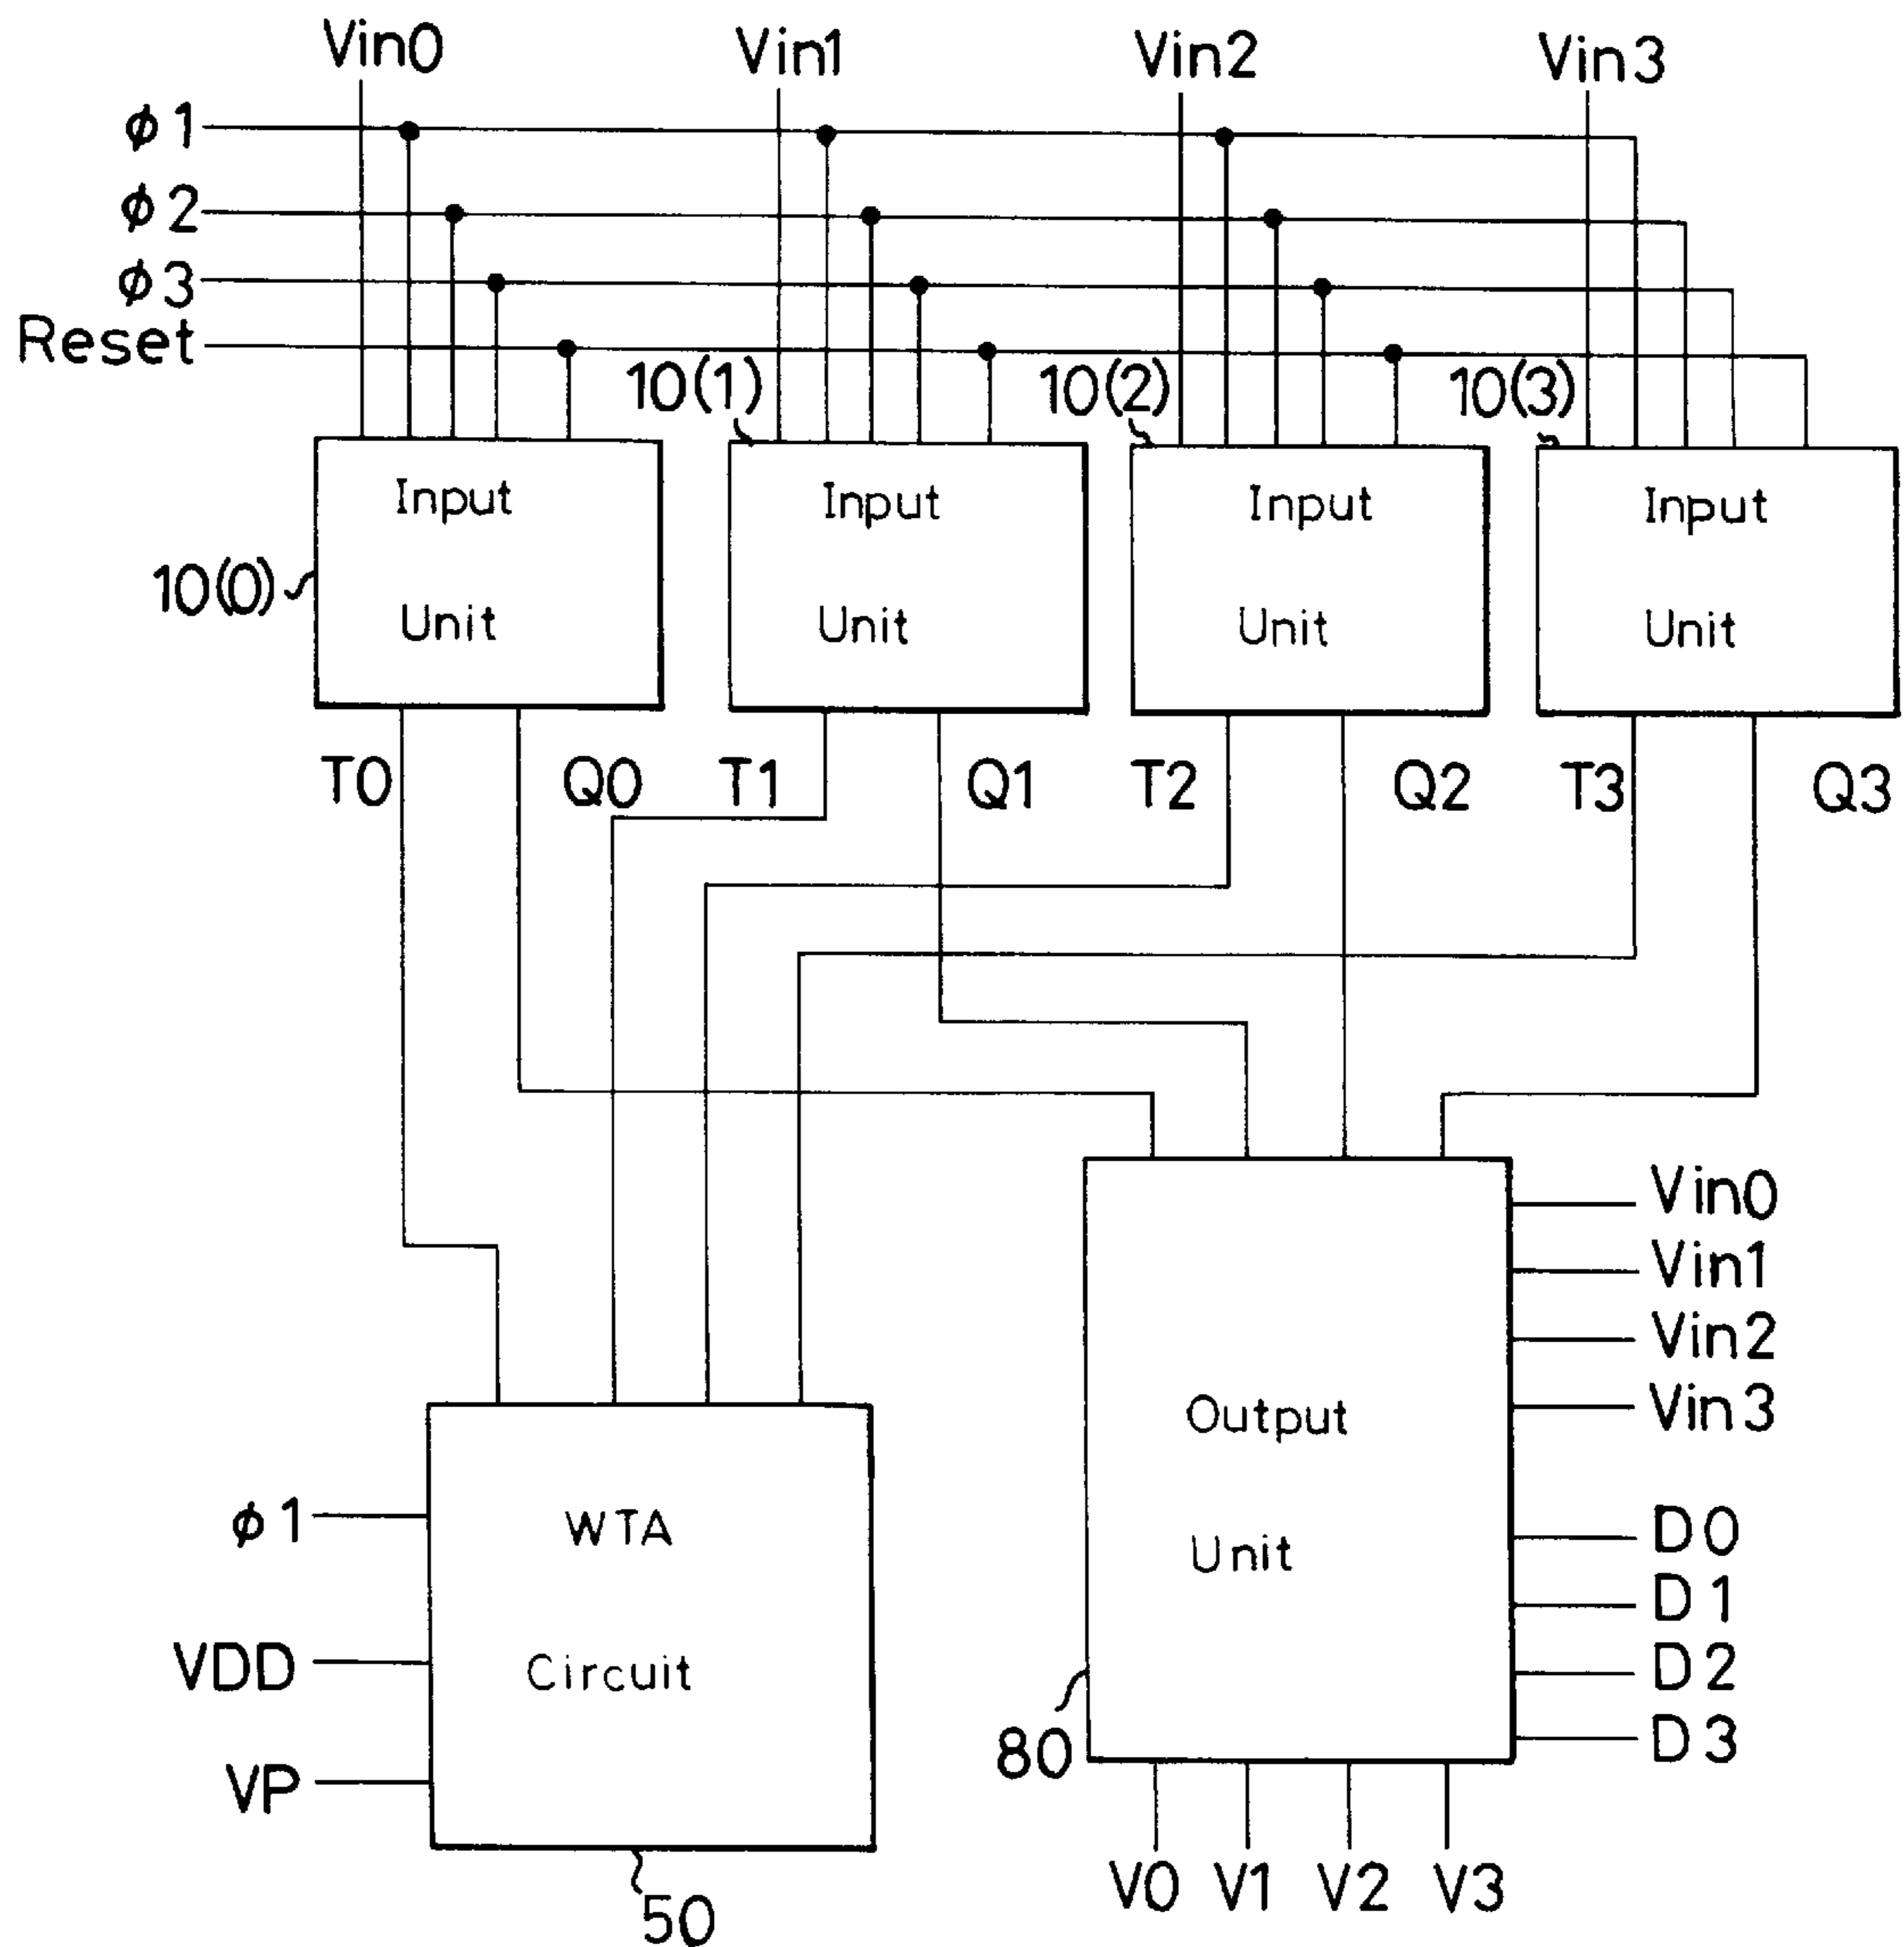 Vin0 Vin1 Vin2 Vin3
ϕ1
ϕ2
ϕ3
Reset
10(1) 10(2) 10(3)
Input Input Input Input
10(0)
Unit Unit Unit Unit
T0 Q0 T1 Q1 T2 Q2 T3 Q3
Vin0
Vin1
Vin2
Vin3
Output
ϕ1 WTA D0
Unit
D1
VDD Circuit D2
80 D3
VP
V0 V1 V2 V3
50